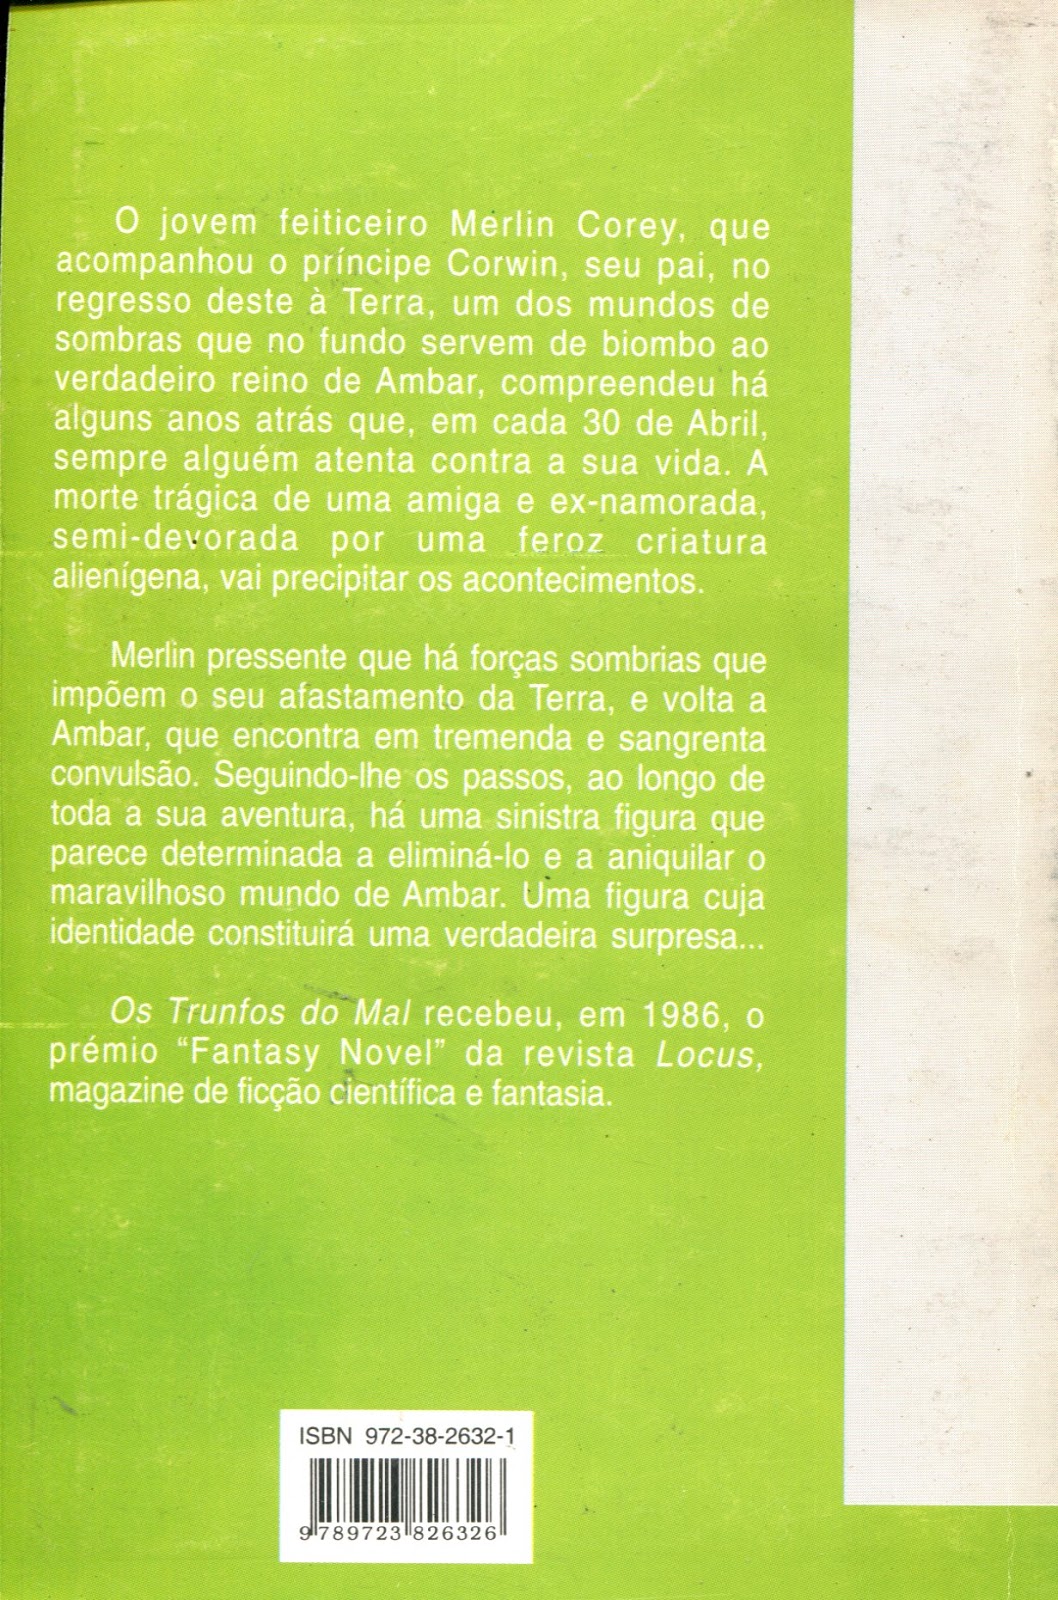 O jovem feiticeiro Merlin Corey, que
acompanhou o príncipe Corwin, seu pai, no
regresso deste à Terra, um dos mundos de
sombras que no fundo servem de biombo ao
verdadeiro reino de Ambar, compreendeu há
alguns anos atrás que, em cada 30 de Abril,
sempre alguém atenta contra a sua vida. A
morte trágica de uma amiga e ex-namorada,
semi-devorada por uma feroz criatura
alienígena, vai precipitar os acontecimentos.
Merlin pressente que há forças sombrias que
impõem o seu afastamento da Terra, e volta a
Ambar, que encontra em tremenda e sangrenta
convulsão. Seguindo-lhe os passos, ao longo de
toda a sua aventura, há uma sinistra figura que
parece determinada a eliminá-lo e a aniquilar o
maravilhoso mundo de Ambar. Uma figura cuja
identidade constituirá uma verdadeira surpresa...
Os Trunfos do Mal recebeu, em 1986, o
prémio “Fantasy Novel” da revista Locus,
magazine de ficção científica e fantasia.
ISBN 972-38-2632-1
9 789723 826326